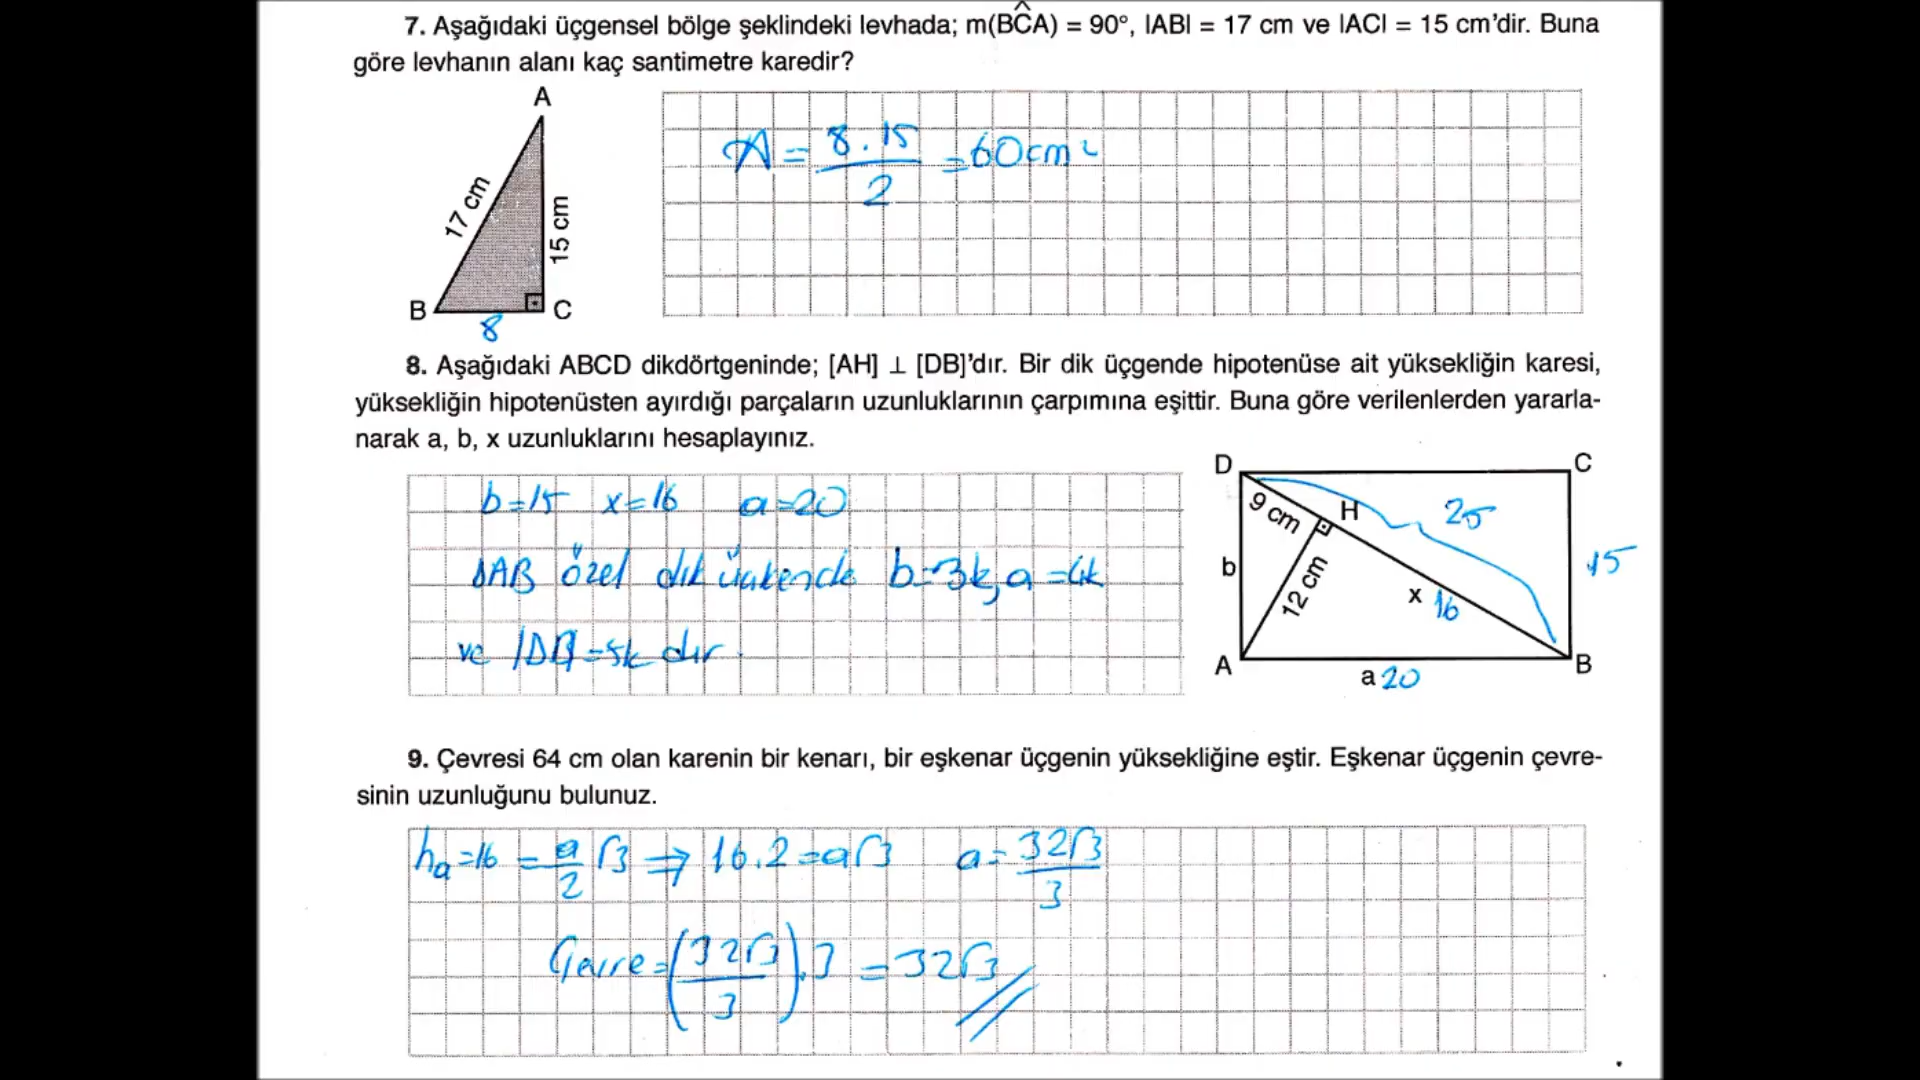 7. Aşağıdaki üçgensel bölge şeklindeki levhada; m(BĈA) = 90°, IABI = 17 cm ve IACI = 15 cm'dir. Buna
göre levhanın alanı kaç santimetre karedir?
A
17 cm
15 cm
B
C
8
A = 8.15/2 = 60cm²
8. Aşağıdaki ABCD dikdörtgeninde; [AH] ⊥ [DB]'dır. Bir dik üçgende hipotenüse ait yüksekliğin karesi,
yüksekliğin hipotenüsten ayırdığı parçaların uzunluklarının çarpımına eşittir. Buna göre verilenlerden yararla-
narak a, b, x uzunluklarını hesaplayınız.
b=15 x=16 a=20
DAB özel dik üçgende b=3k, a=4k
ve |DB|=5k dır.
D
C
9 cm
H
25
b
12 cm
x 16
15
A
B
a 20
9. Çevresi 64 cm olan karenin bir kenarı, bir eşkenar üçgenin yüksekliğine eştir. Eşkenar üçgenin çevre-
sinin uzunluğunu bulunuz.
hₐ=16 = a/2 √3 ⇒ 16.2=a√3 a= 32√3/3
Çevre=(32√3/3).3 = 32√3